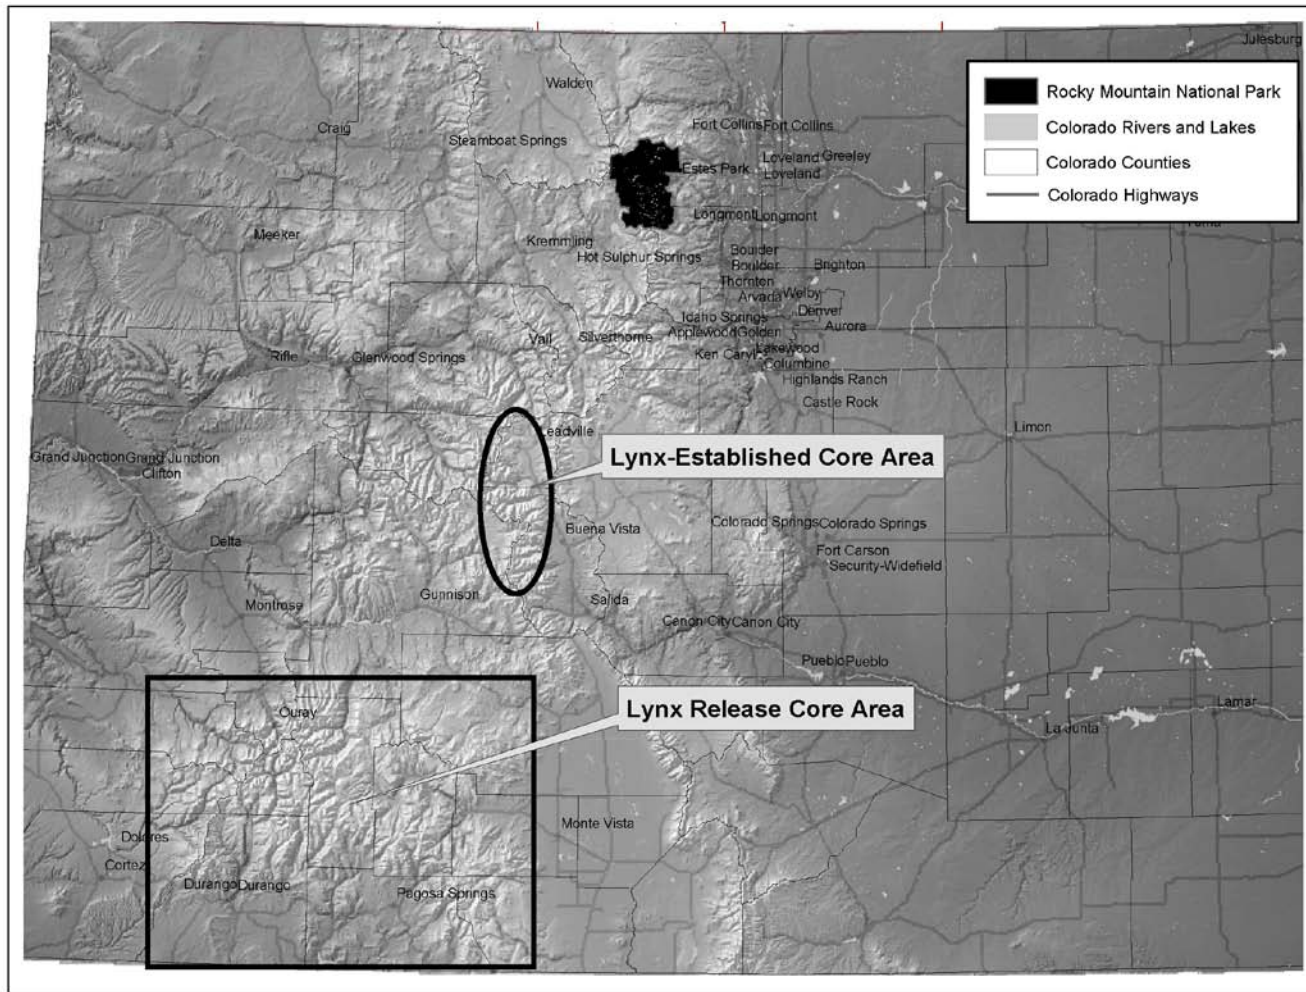 Julesburg
Rocky Mountain National Park
Colorado Rivers and Lakes
Colorado Counties
Colorado Highways
Walden
Craig
Fort Collins Fort Collins
Steamboat Springs
Estes Park
Loveland Greeley
Loveland
Longmont Longmont
Yuma
Meeker
Kremmling
Hot Sulphur Springs
Boulder
Boulder
Brighton
Thornton
Arvada Welby
Denver
Idaho Springs
Aurora
Applewood Golden
Vail
Silverthorne
Lakewood
Ken Caryl
Columbine
Rifle
Glenwood Springs
Highlands Ranch
Castle Rock
Leadville
Limon
Lynx-Established Core Area
Grand Junction Grand Junction
Clifton
Buena Vista
Colorado Springs Colorado Springs
Delta
Fort Carson
Security-Widefield
Gunnison
Salida
Montrose
Canon City Canon City
Pueblo Pueblo
Ouray
Lynx Release Core Area
Lamar
La Junta
Monte Vista
Dolores
Cortez
Durango Durango
Pagosa Springs